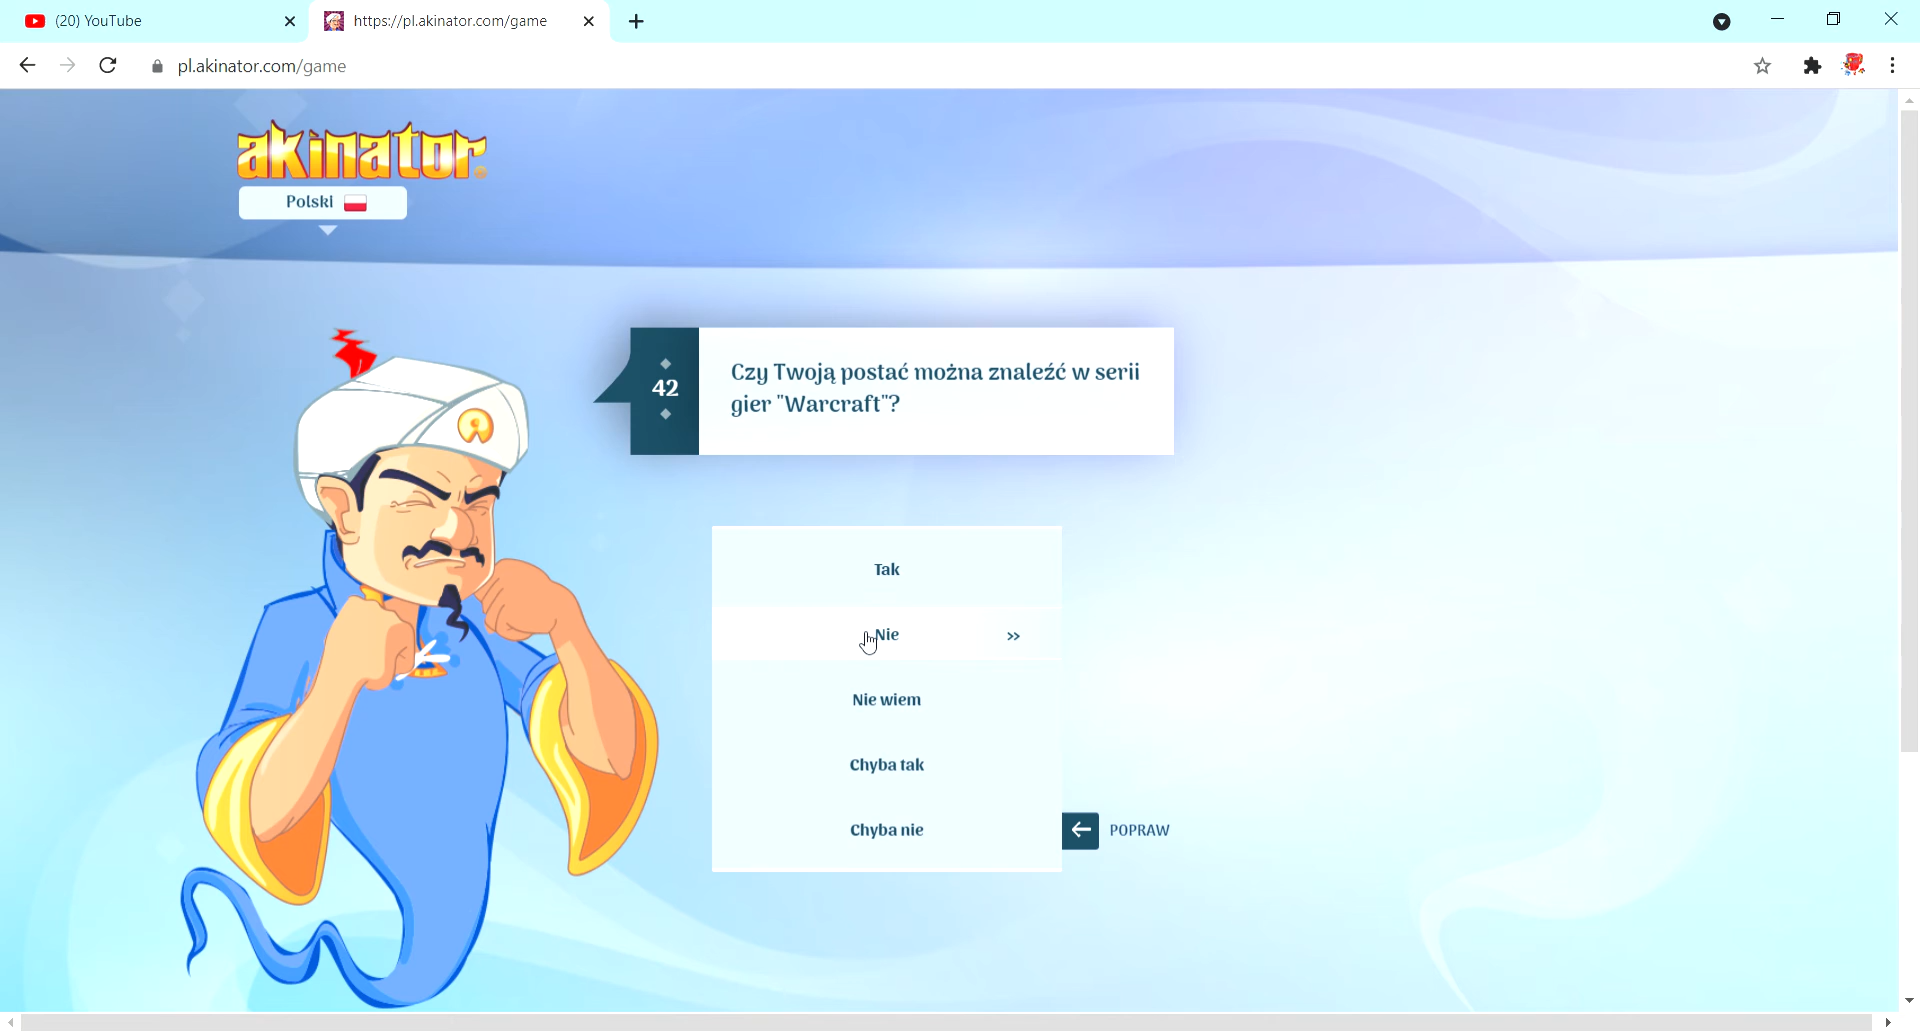 (20) YouTube
https://pl.akinator.com/game
pl.akinator.com/game
akinator
Polski
42
Czy Twoją postać można znaleźć w serii
gier "Warcraft"?
Tak
Nie
Nie wiem
Chyba tak
Chyba nie
POPRAW